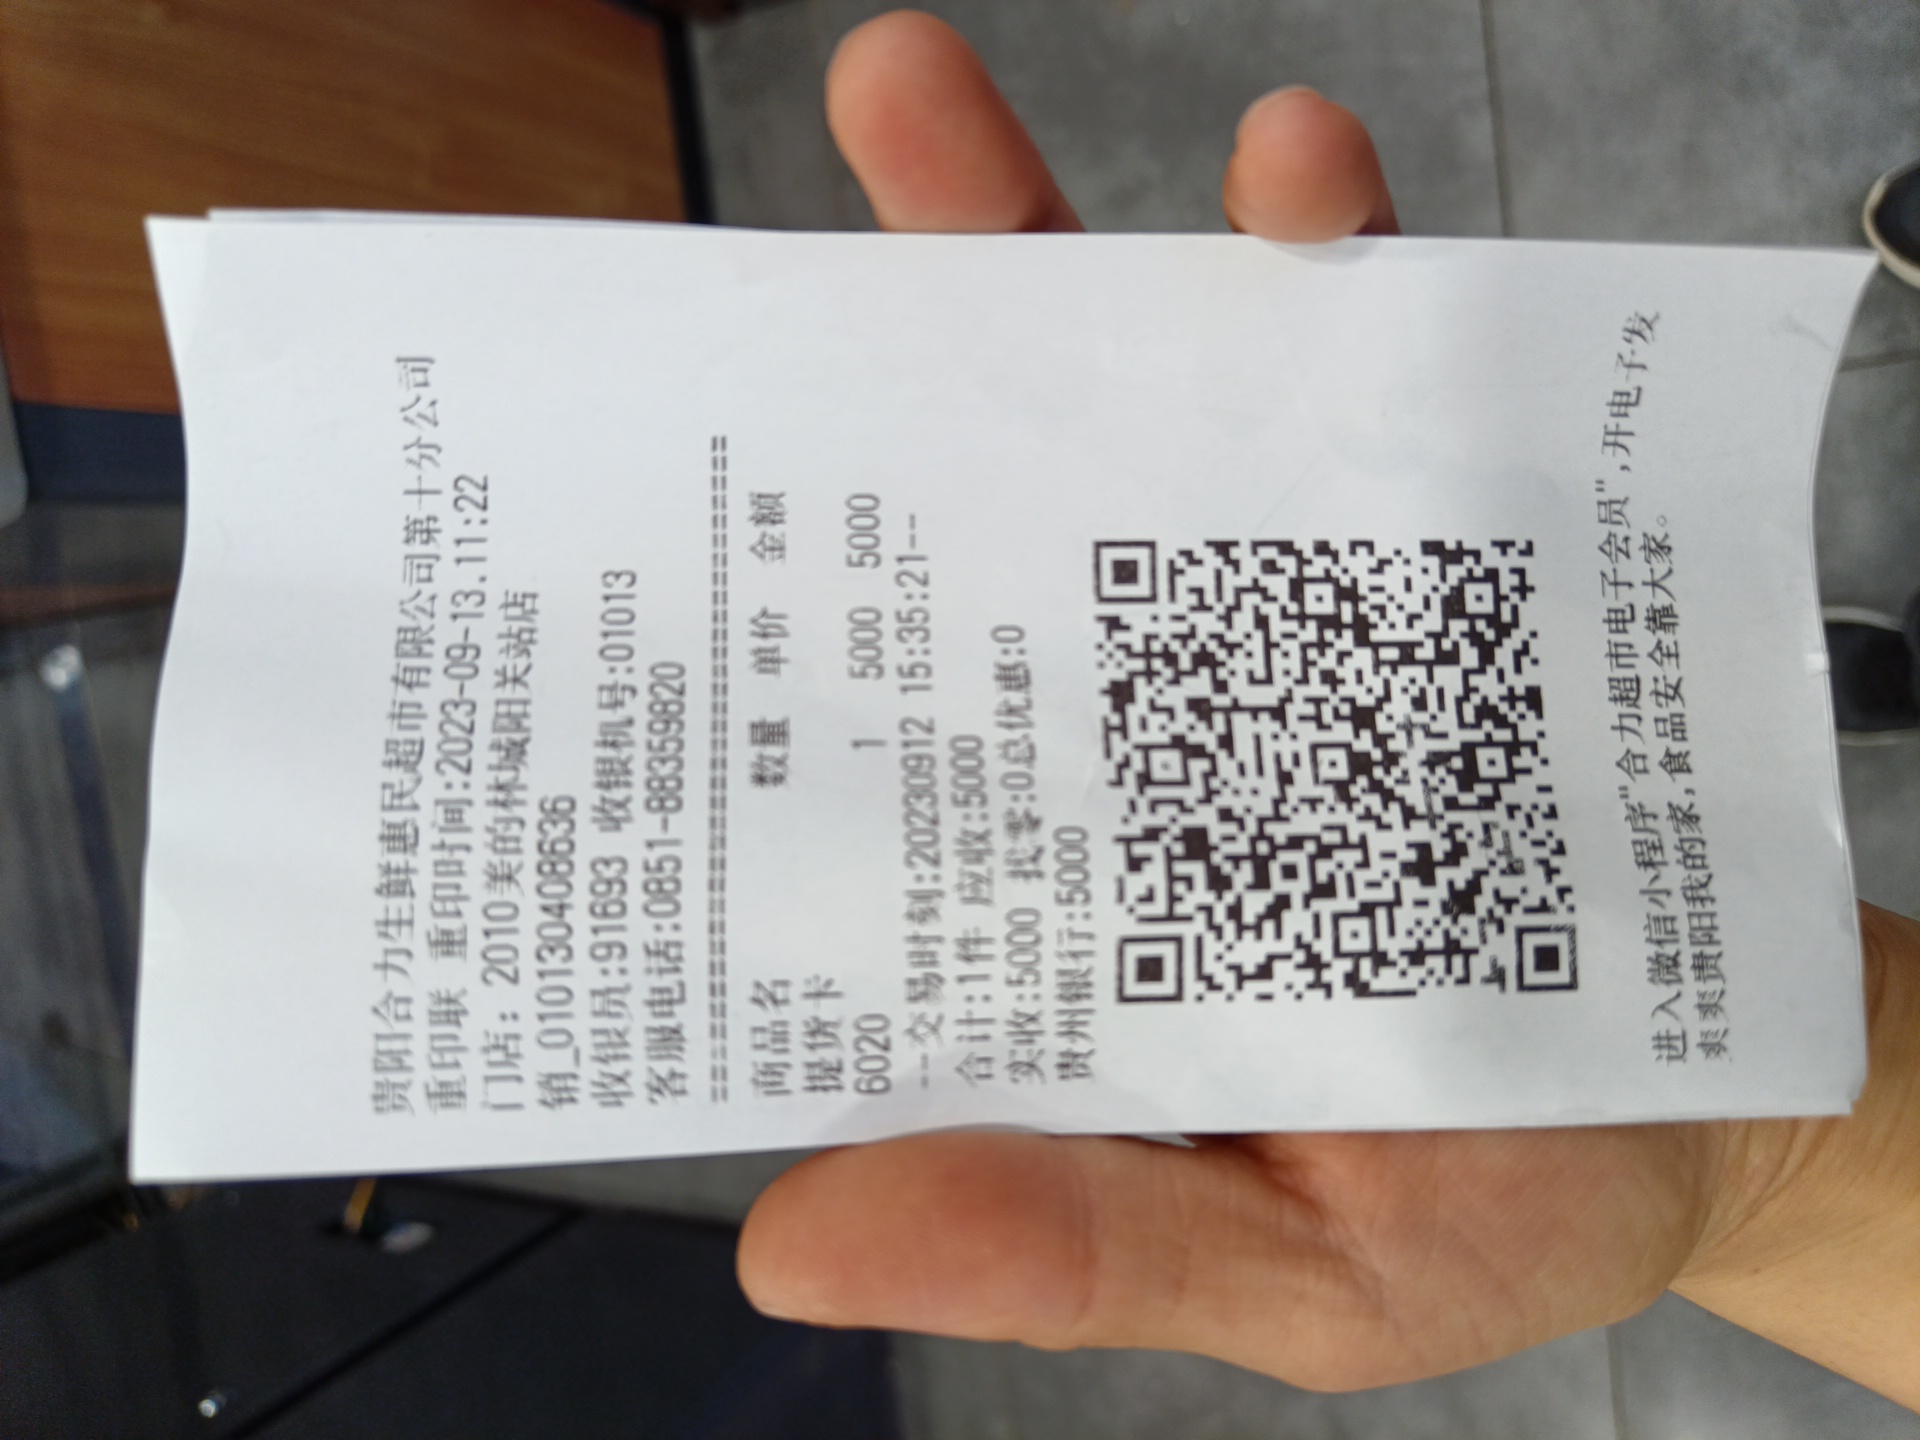 贵阳合力生鲜惠民超市有限公司第十分公司
重印联 重印时间:2023-09-13.11:22
门店: 2010美的林城阳关站店
销_0101130408636
收银员:91693 收银机号:01013
客服电话:0851-88359820
========================================
商品名 数量 单价 金额
提货卡
6020 1 5000 5000
--交易时刻:20230912 15:35:21--
合计:1件 应收:5000
实收:5000 找零:0总优惠:0
贵州银行:5000
进入微信小程序"合力超市电子会员",开电子发
爽爽贵阳我的家,食品安全靠大家。